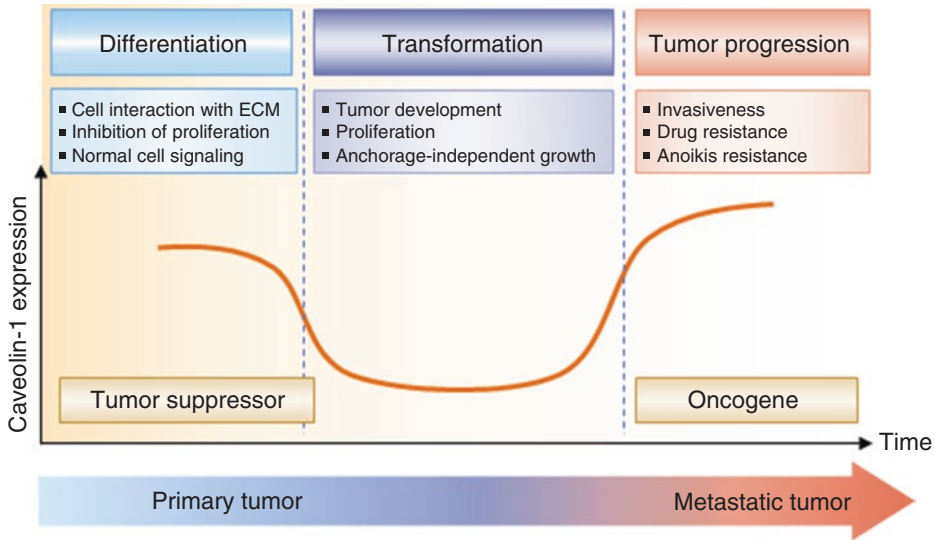 Differentiation
Transformation
Tumor progression
▪ Cell interaction with ECM
▪ Inhibition of proliferation
▪ Normal cell signaling
▪ Tumor development
▪ Proliferation
▪ Anchorage-independent growth
▪ Invasiveness
▪ Drug resistance
▪ Anoikis resistance
Caveolin-1 expression
Tumor suppressor
Oncogene
Time
Primary tumor
Metastatic tumor